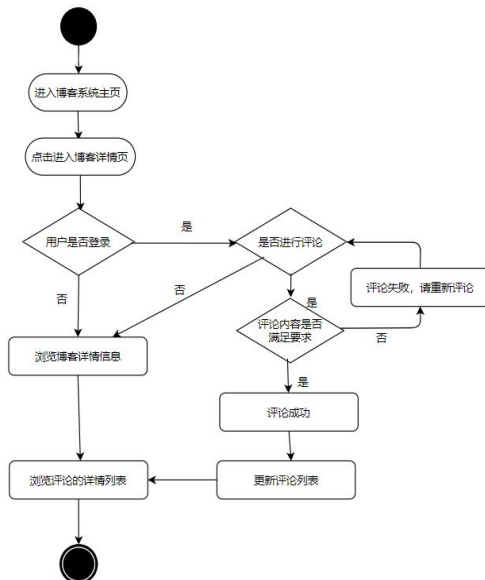 进入博客系统主页
点击进入博客详情页
用户是否登录
是
是否进行评论
否
否
是
评论失败，请重新评论
评论内容是否
满足要求
否
浏览博客详情信息
是
评论成功
浏览评论的详情列表
更新评论列表